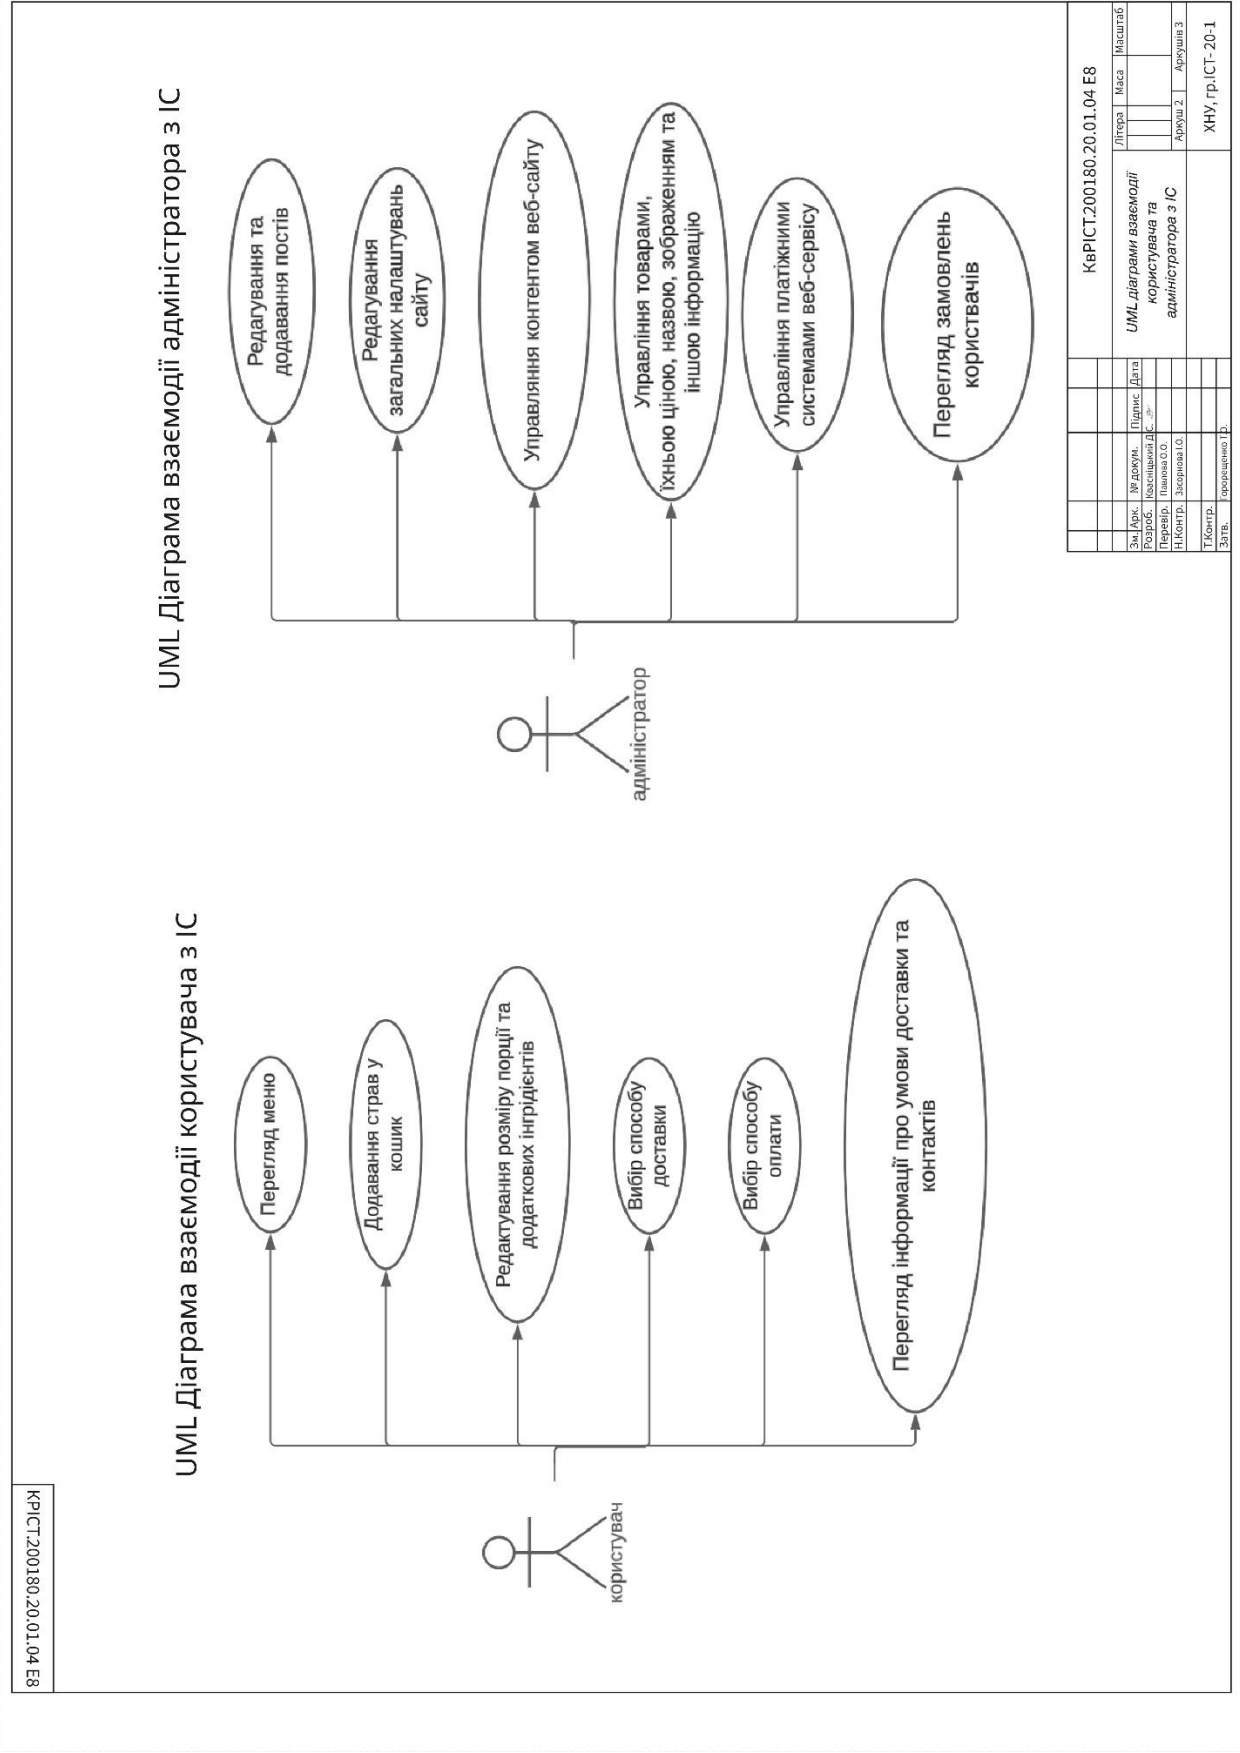 КРІСТ.200180.20.01.04 Е8
UML Діаграма взаємодії користувача з ІС
користувач
Перегляд меню
Додавання страв у
кошик
Редактування розміру порції та
додаткових інгрідієнтів
Вибір способу
доставки
Вибір способу
оплати
Перегляд інформації про умови доставки та
контактів
UML Діаграма взаємодії адміністратора з ІС
адміністратор
Редагування та
додавання постів
Редагування
загальних налаштувань
сайту
Управляння контентом веб-сайту
Управління товарами,
їхньою ціною, назвою, зображенням та
іншою інформацію
Управління платіжними
системами веб-сервісу
Перегляд замовлень
користвачів
КвРІСТ.200180.20.01.04 Е8
Зм. Арк. № докум. Підпис Дата
Розроб. Квасніцький Д.С.
Перевір. Павлова О.О.
Н.Контр. Засорнова І.О.
Т.Контр.
Затв. Горощенко Т.О.
UML діаграми взаємодії
користувача та
адміністратора з ІС
Літера Маса Масштаб
Аркуш 2 Аркушів 3
ХНУ, гр.ІСТ- 20-1